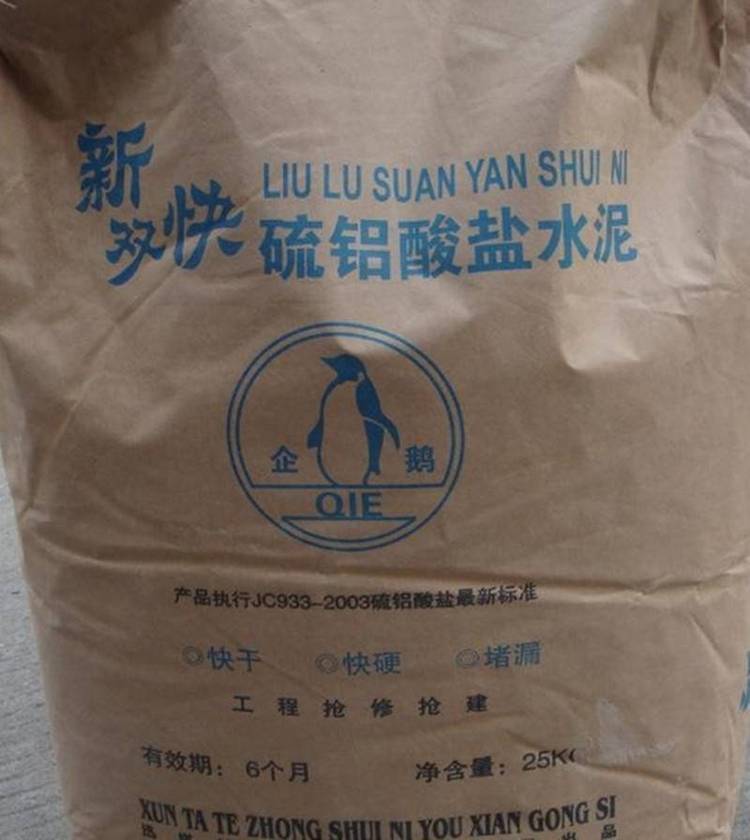 新
双快
LIU LU SUAN YAN SHUI NI
硫铝酸盐水泥
企鹅
QIE
产品执行JC933-2003硫铝酸盐最新标准
◎快干 ◎快硬 ◎堵漏
工程抢修抢建
有效期：6个月 净含量：25K
XUN TA TE ZHONG SHUI NI YOU XIAN GONG SI